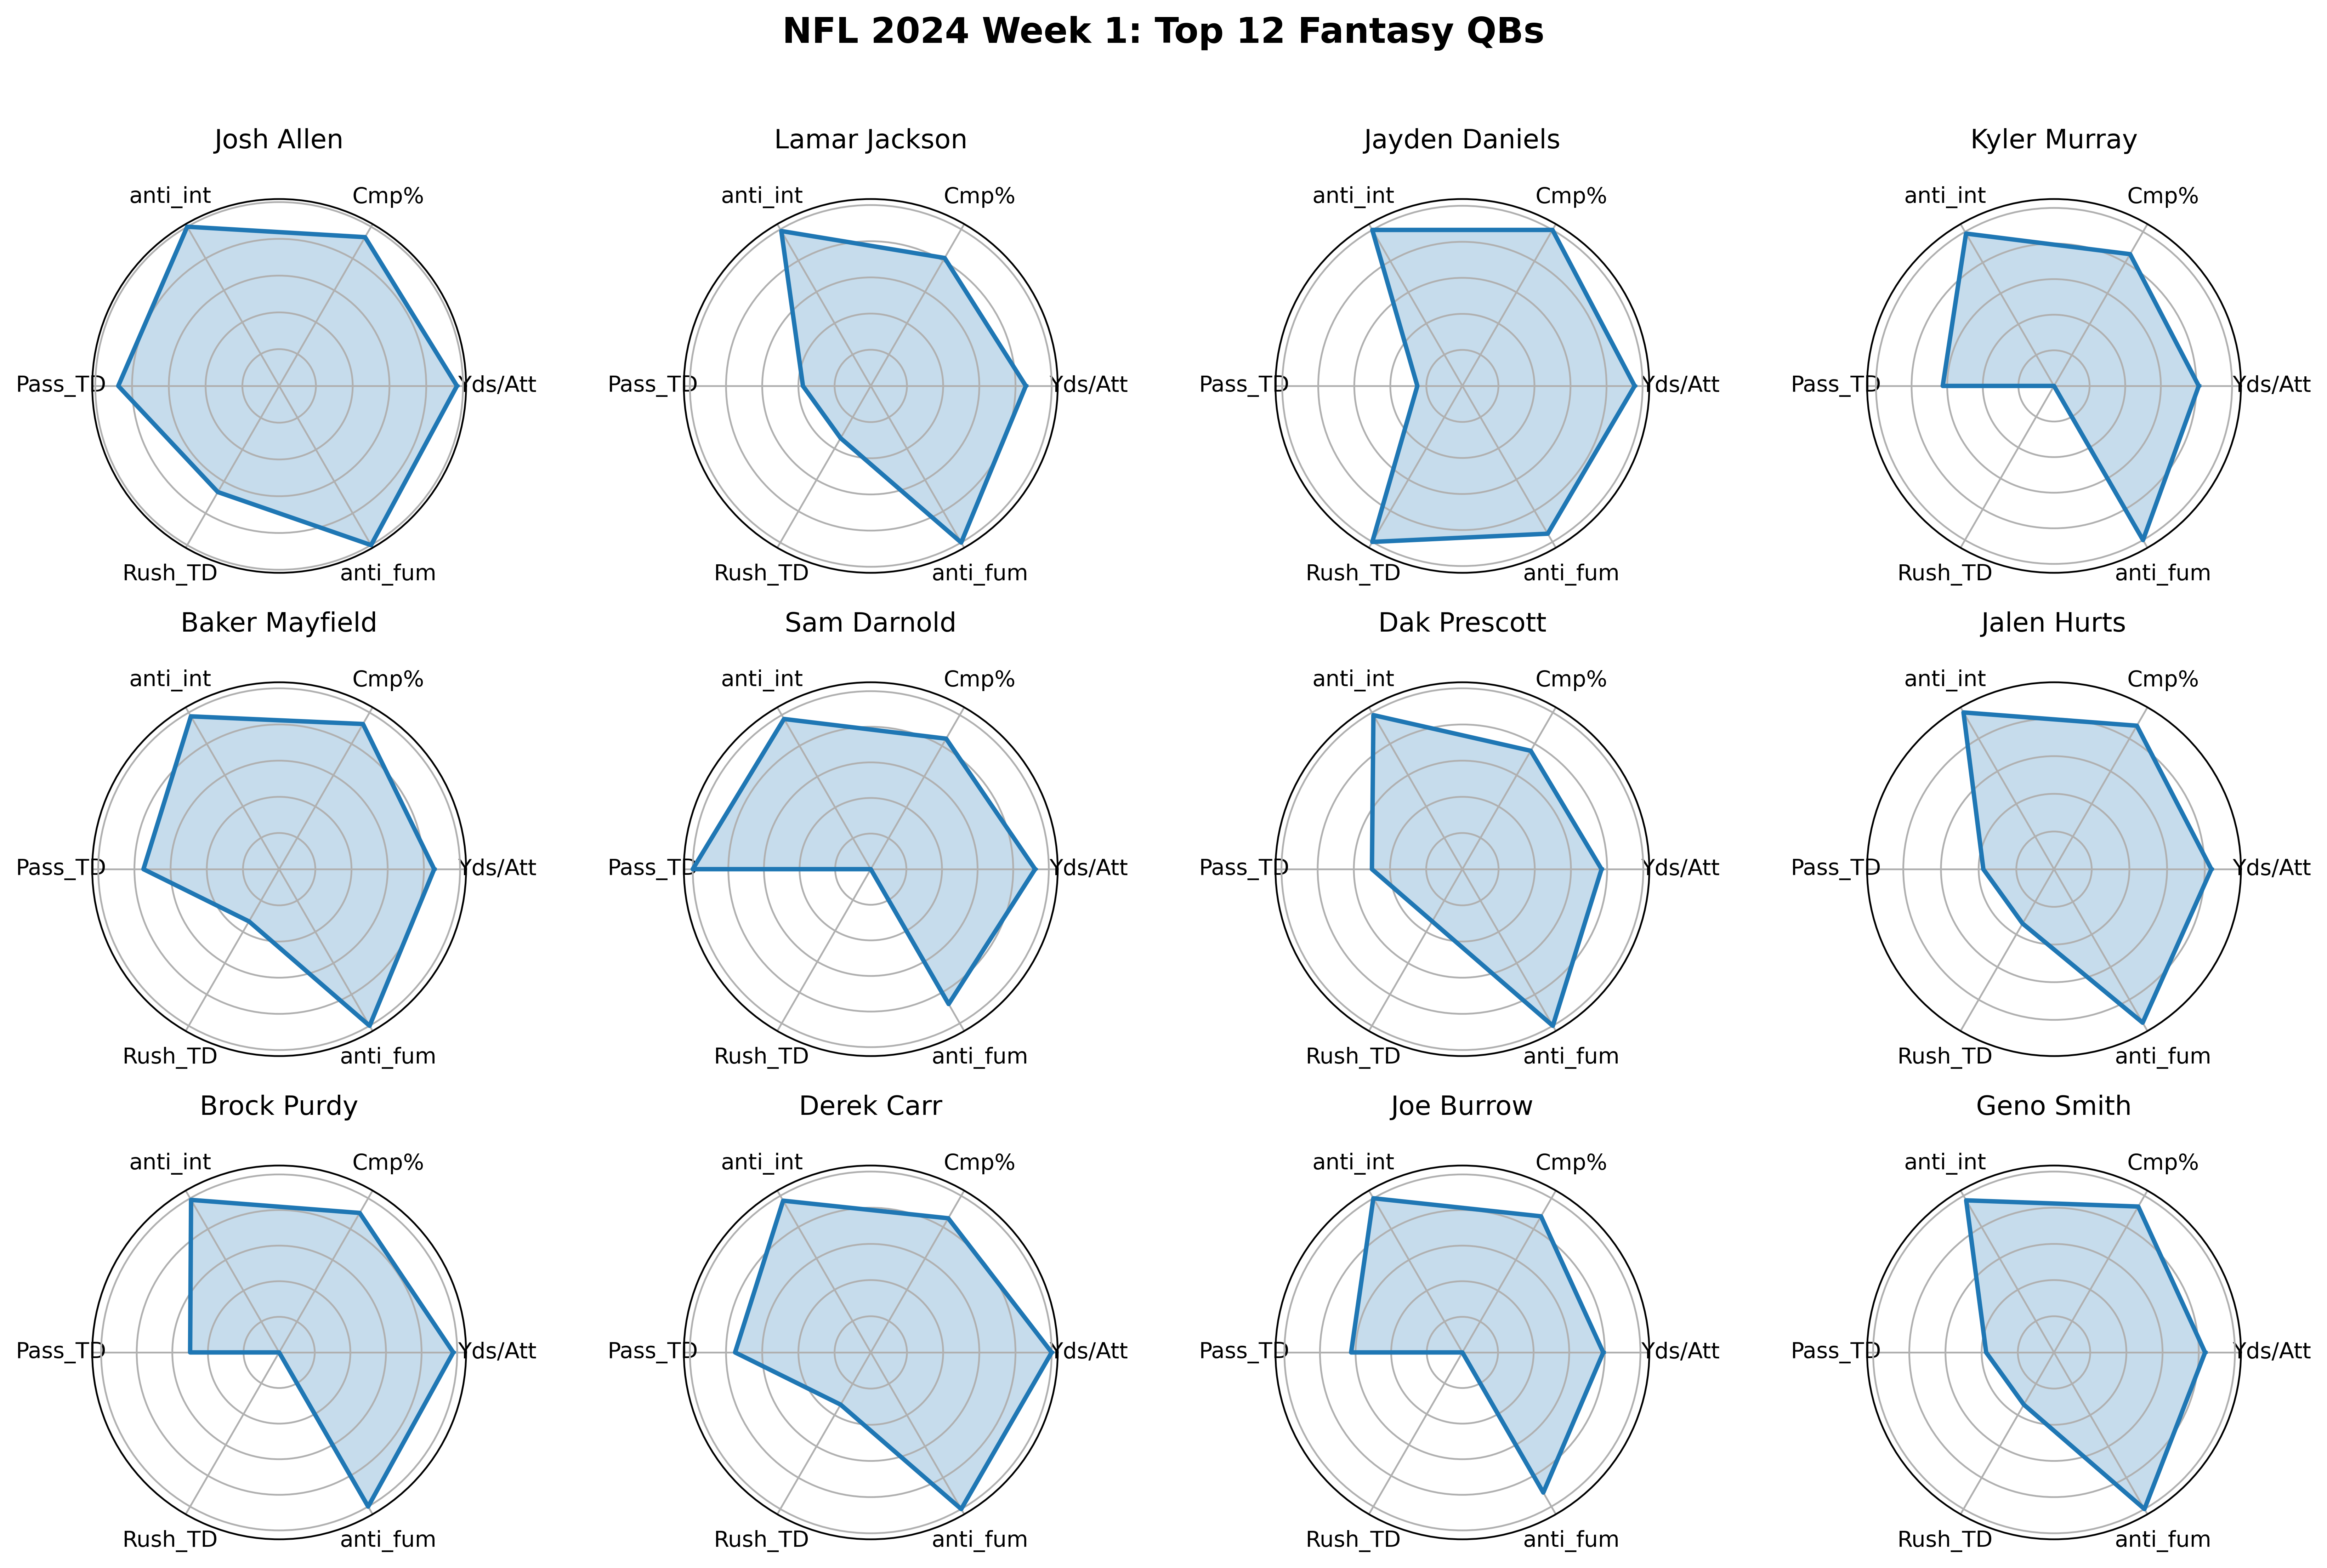 NFL 2024 Week 1: Top 12 Fantasy QBs
Josh Allen
anti_int
Cmp%
Pass_TD
Yds/Att
Rush_TD
anti_fum
Lamar Jackson
anti_int
Cmp%
Pass_TD
Yds/Att
Rush_TD
anti_fum
Jayden Daniels
anti_int
Cmp%
Pass_TD
Yds/Att
Rush_TD
anti_fum
Kyler Murray
anti_int
Cmp%
Pass_TD
Yds/Att
Rush_TD
anti_fum
Baker Mayfield
anti_int
Cmp%
Pass_TD
Yds/Att
Rush_TD
anti_fum
Sam Darnold
anti_int
Cmp%
Pass_TD
Yds/Att
Rush_TD
anti_fum
Dak Prescott
anti_int
Cmp%
Pass_TD
Yds/Att
Rush_TD
anti_fum
Jalen Hurts
anti_int
Cmp%
Pass_TD
Yds/Att
Rush_TD
anti_fum
Brock Purdy
anti_int
Cmp%
Pass_TD
Yds/Att
Rush_TD
anti_fum
Derek Carr
anti_int
Cmp%
Pass_TD
Yds/Att
Rush_TD
anti_fum
Joe Burrow
anti_int
Cmp%
Pass_TD
Yds/Att
Rush_TD
anti_fum
Geno Smith
anti_int
Cmp%
Pass_TD
Yds/Att
Rush_TD
anti_fum